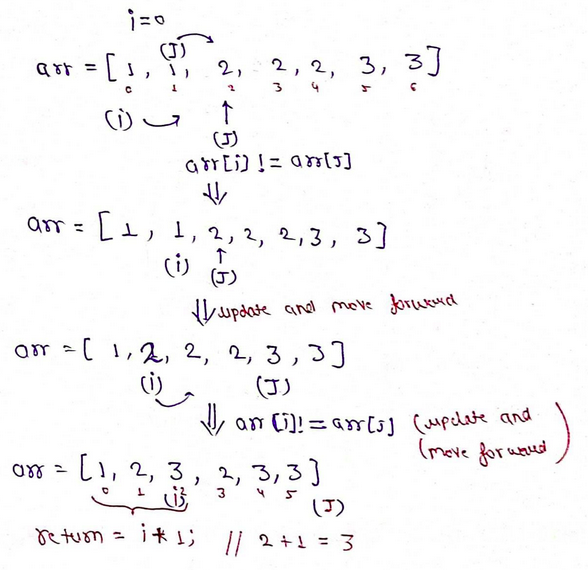 i=0
(J)
arr = [1, 1, 2, 2, 2, 3, 3]
0 1 2 3 4 5 6
(i) (J)
arr[i] != arr[J]
arr = [1, 1, 2, 2, 2, 3, 3]
(i) (J)
update and move forward
arr = [1, 2, 2, 2, 3, 3]
(i) (J)
arr[i] != arr[j] (update and
(move forward)
arr = [1, 2, 3, 2, 3, 3]
0 1 2 3 4 5
(i) (J)
return = i+1; // 2+1 = 3